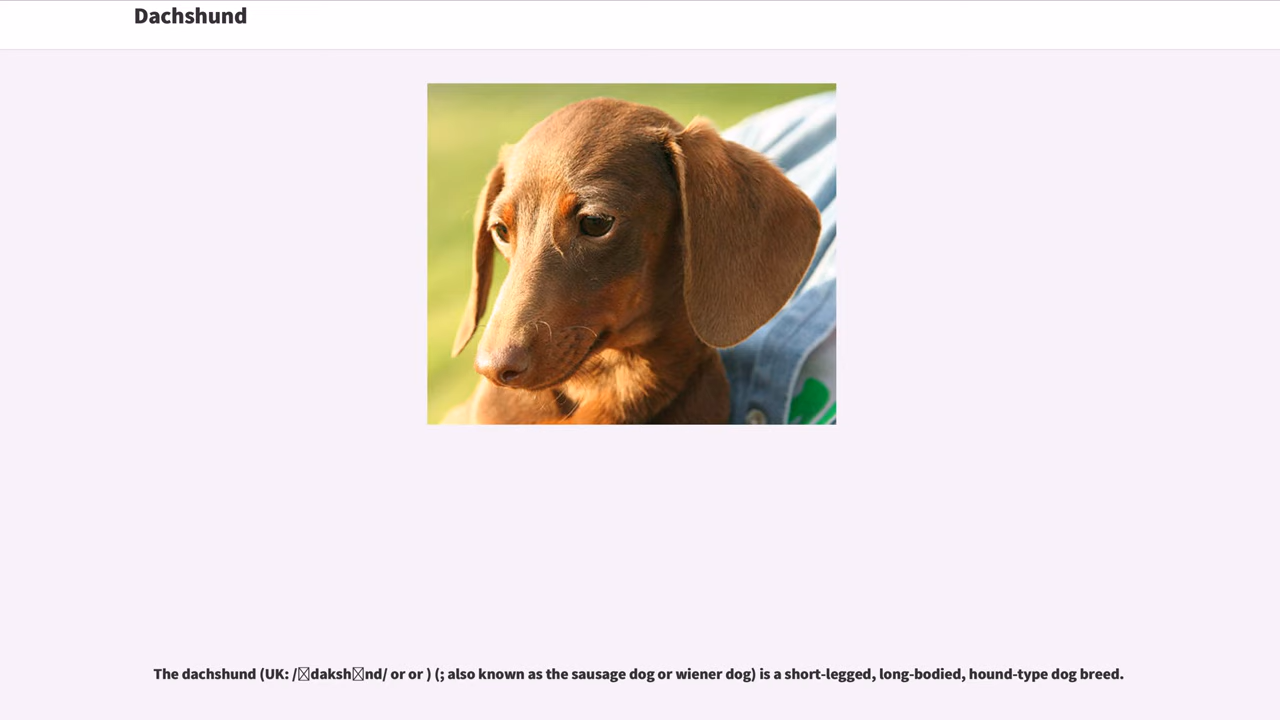 Dachshund
The dachshund (UK: /▯daksh▯nd/ or or ) (; also known as the sausage dog or wiener dog) is a short-legged, long-bodied, hound-type dog breed.